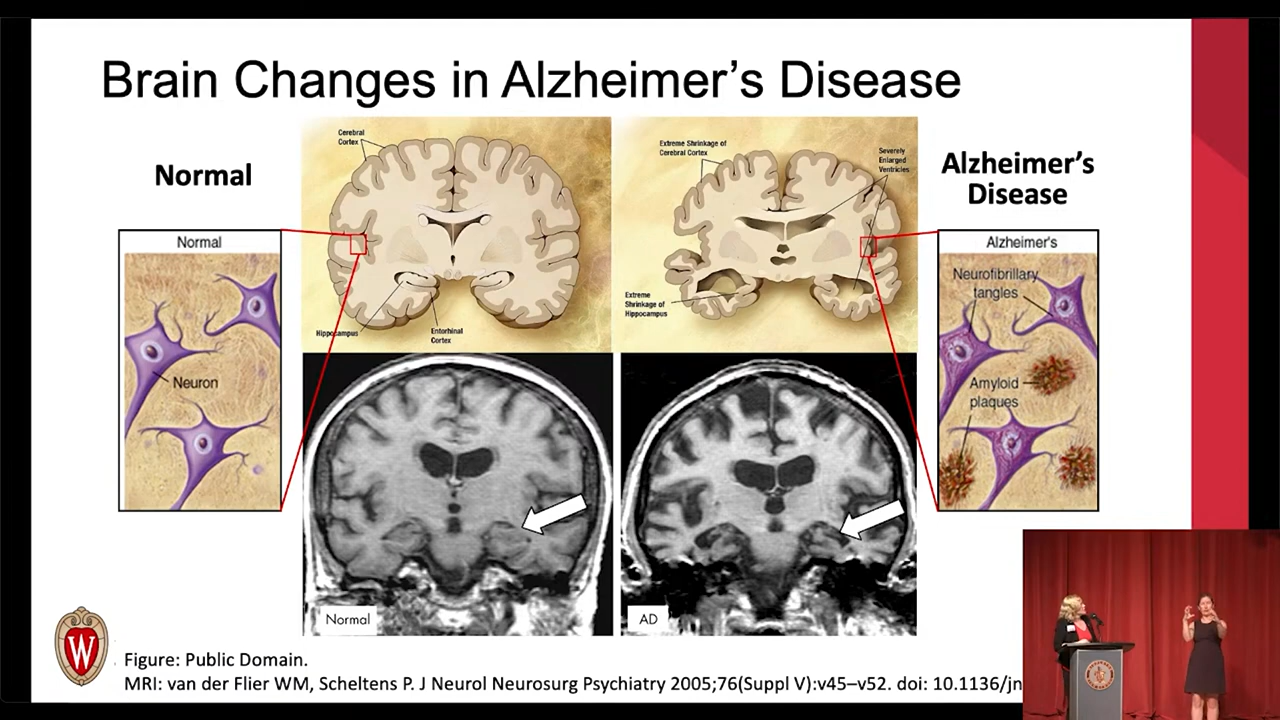 Brain Changes in Alzheimer's Disease
Normal
Alzheimer's
Disease
Cerebral
Cortex
Hippocampus
Entorhinal
Cortex
Extreme Shrinkage of
Cerebral Cortex
Severely
Enlarged
Ventricles
Extreme
Shrinkage of
Hippocampus
Normal
Neuron
Alzheimer's
Neurofibrillary
tangles
Amyloid
plaques
Normal
AD
W
Figure: Public Domain.
MRI: van der Flier WM, Scheltens P. J Neurol Neurosurg Psychiatry 2005;76(Suppl V):v45–v52. doi: 10.1136/jn